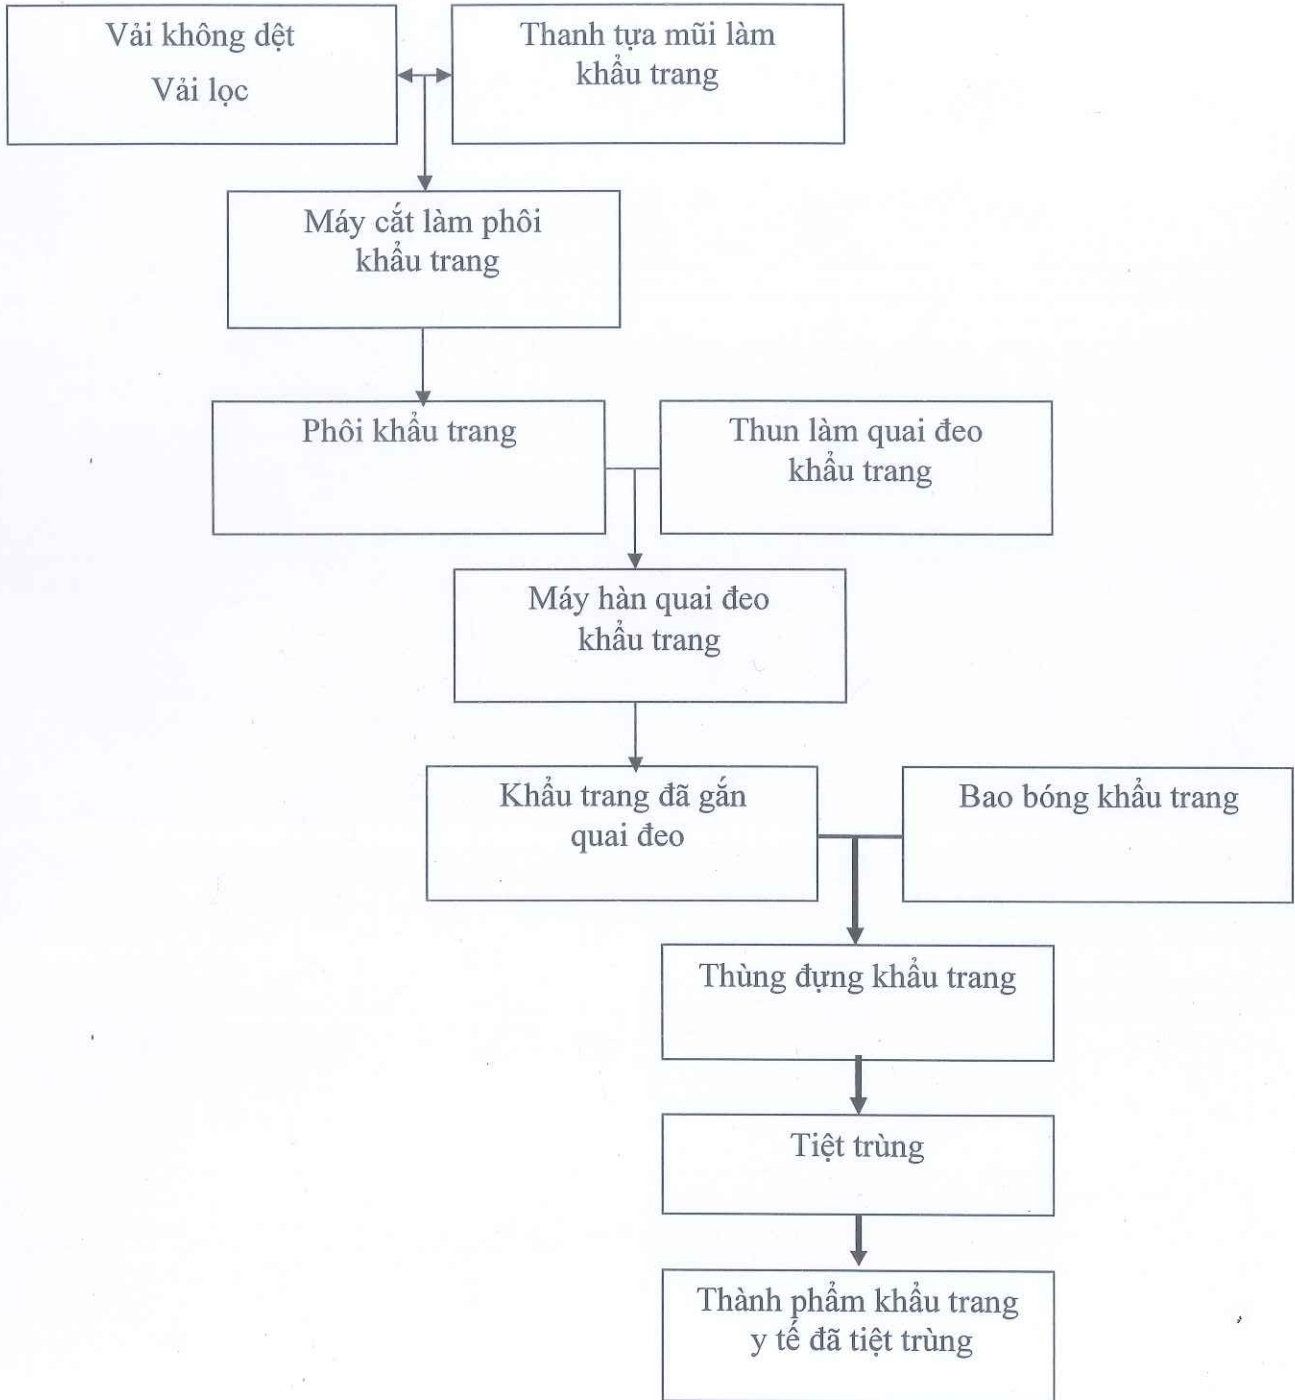 Vải không dệt
Vải lọc
Thanh tựa mũi làm
khẩu trang
Máy cắt làm phôi
khẩu trang
Phôi khẩu trang
Thun làm quai đeo
khẩu trang
Máy hàn quai đeo
khẩu trang
Khẩu trang đã gắn
quai đeo
Bao bóng khẩu trang
Thùng đựng khẩu trang
Tiệt trùng
Thành phẩm khẩu trang
y tế đã tiệt trùng